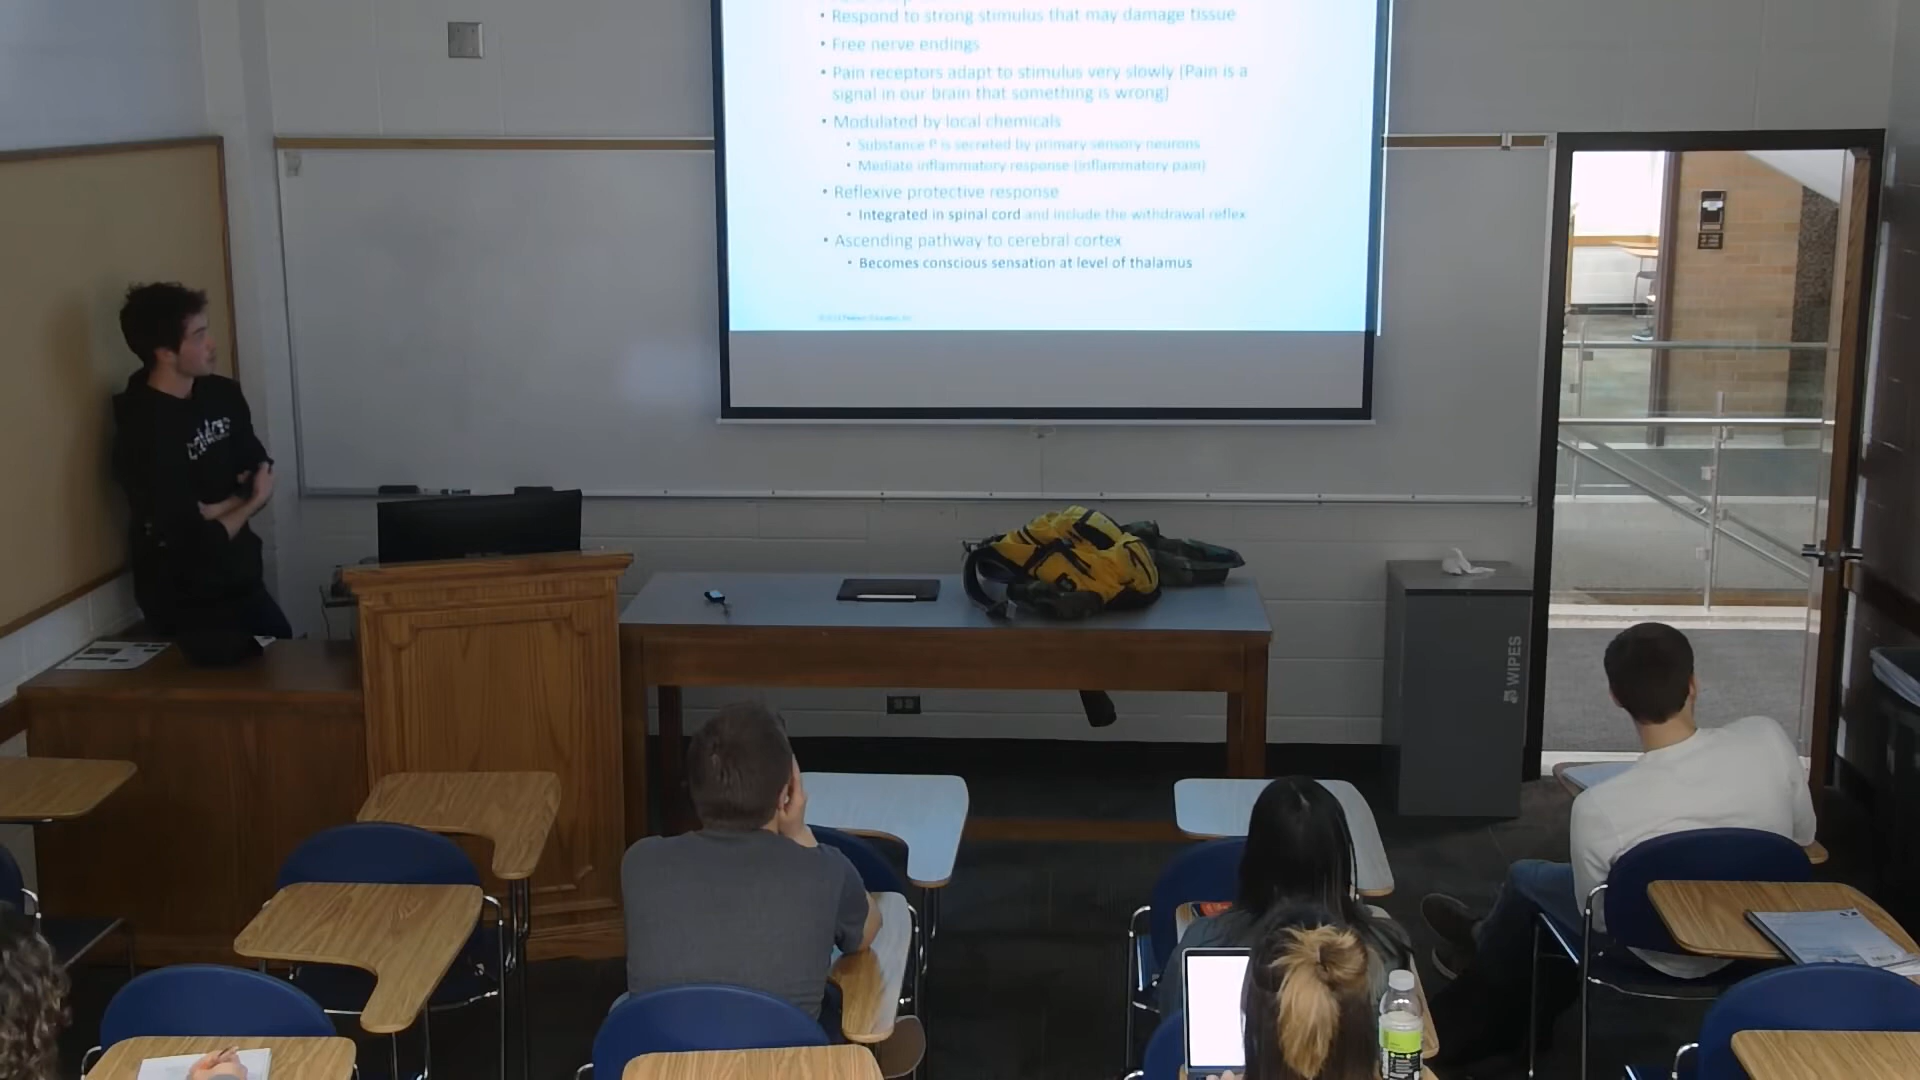 • Respond to strong stimulus that may damage tissue
• Free nerve endings
• Pain receptors adapt to stimulus very slowly (Pain is a
signal in our brain that something is wrong)
• Modulated by local chemicals
• Substance P is secreted by primary sensory neurons
• Mediate inflammatory response (inflammatory pain)
• Reflexive protective response
• Integrated in spinal cord and include the withdrawal reflex
• Ascending pathway to cerebral cortex
• Becomes conscious sensation at level of thalamus
WIPES